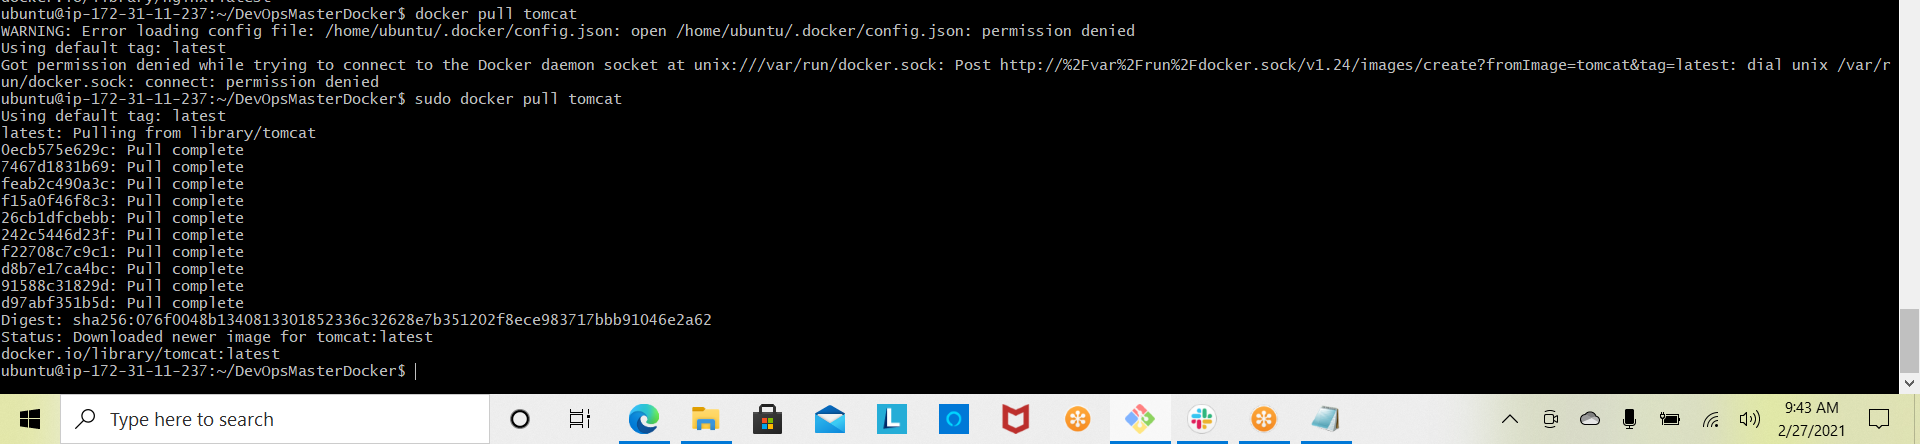 ubuntu@ip-172-31-11-237:~/DevOpsMasterDocker$ docker pull tomcat
WARNING: Error loading config file: /home/ubuntu/.docker/config.json: open /home/ubuntu/.docker/config.json: permission denied
Using default tag: latest
Got permission denied while trying to connect to the Docker daemon socket at unix:///var/run/docker.sock: Post http://%2Fvar%2Frun%2Fdocker.sock/v1.24/images/create?fromImage=tomcat&tag=latest: dial unix /var/r
un/docker.sock: connect: permission denied
ubuntu@ip-172-31-11-237:~/DevOpsMasterDocker$ sudo docker pull tomcat
Using default tag: latest
latest: Pulling from library/tomcat
0ecb575e629c: Pull complete
7467d1831b69: Pull complete
feab2c490a3c: Pull complete
f15a0f46f8c3: Pull complete
26cb1dfcbebb: Pull complete
242c5446d23f: Pull complete
f22708c7c9c1: Pull complete
d8b7e17ca4bc: Pull complete
91588c31829d: Pull complete
d97abf351b5d: Pull complete
Digest: sha256:076f0048b1340813301852336c32628e7b351202f8ece983717bbb91046e2a62
Status: Downloaded newer image for tomcat:latest
docker.io/library/tomcat:latest
ubuntu@ip-172-31-11-237:~/DevOpsMasterDocker$
Type here to search
L
9:43 AM
2/27/2021